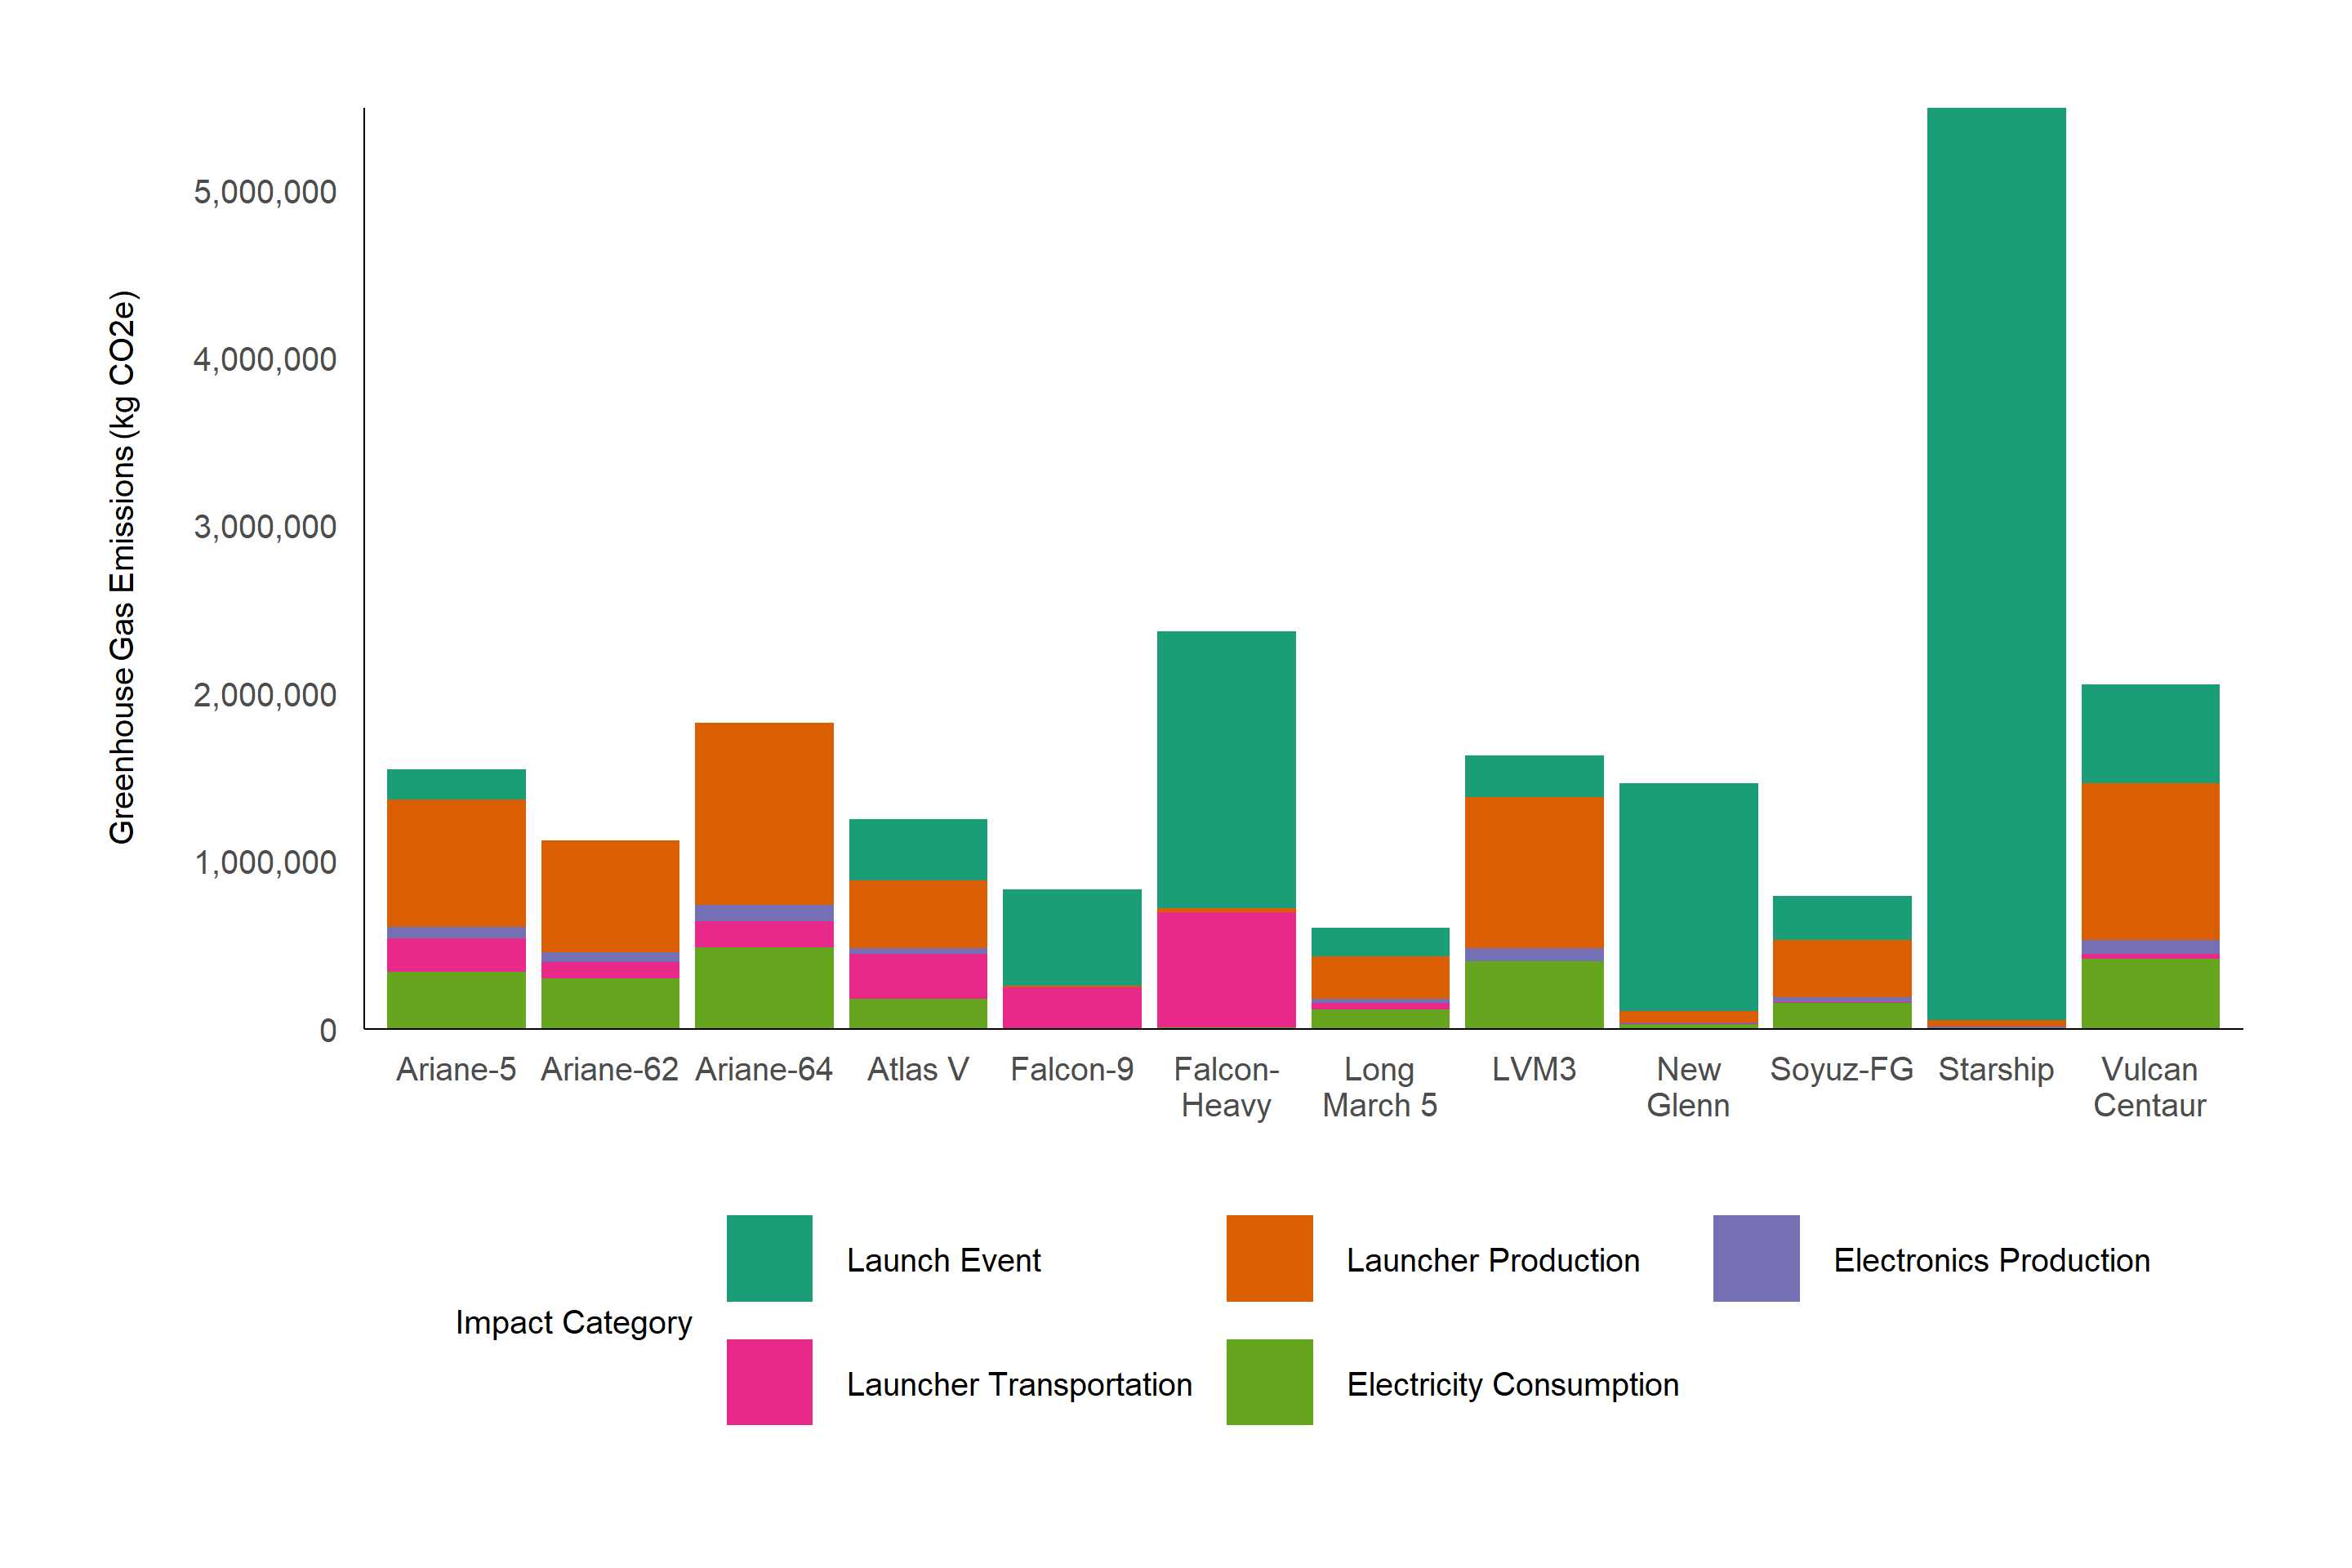 Greenhouse Gas Emissions (kg CO2e)
5,000,000
4,000,000
3,000,000
2,000,000
1,000,000
0
Ariane-5
Ariane-62
Ariane-64
Atlas V
Falcon-9
Falcon-
Heavy
Long
March 5
LVM3
New
Glenn
Soyuz-FG
Starship
Vulcan
Centaur
Impact Category
Launch Event
Launcher Production
Electronics Production
Launcher Transportation
Electricity Consumption